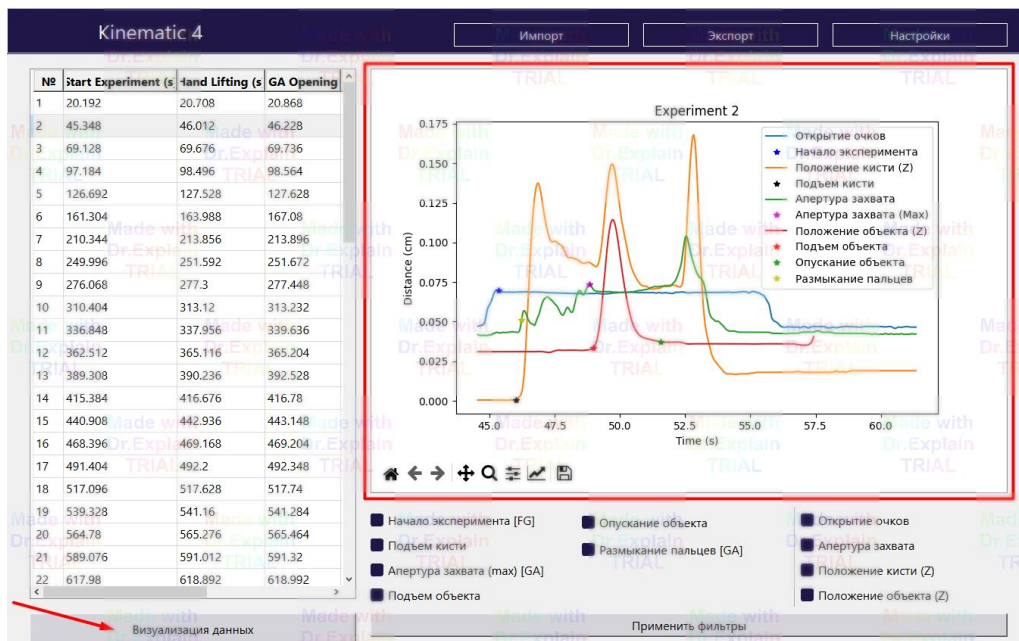 Kinematic 4
Импорт
Экспорт
Настройки
№ Start Experiment (s Hand Lifting (s GA Opening
1 20.192 20.708 20.868
2 45.348 46.012 46.228
3 69.128 69.676 69.736
4 97.184 98.496 98.564
5 126.692 127.528 127.628
6 161.304 163.988 167.08
7 210.344 213.856 213.896
8 249.996 251.592 251.672
9 276.068 277.3 277.448
10 310.404 313.12 313.232
11 336.848 337.956 339.636
12 362.512 365.116 365.204
13 389.308 390.236 392.528
14 415.384 416.676 416.78
15 440.908 442.936 443.148
16 468.396 469.168 469.204
17 491.404 492.2 492.348
18 517.096 517.628 517.74
19 539.328 541.16 541.284
20 564.78 565.276 565.464
21 589.076 591.012 591.32
22 617.98 618.892 618.992
Визуализация данных
Experiment 2
Distance (cm)
0.175
0.150
0.125
0.100
0.075
0.050
0.025
0.000
45.0 47.5 50.0 52.5 55.0 57.5 60.0
Time (s)
Открытие очков
Начало эксперимента
Положение кисти (Z)
Подъем кисти
Апертура захвата
Апертура захвата (Max)
Положение объекта (Z)
Подъем объекта
Опускание объекта
Размыкание пальцев
Начало эксперимента [FG]
Подъем кисти
Апертура захвата (max) [GA]
Подъем объекта
Опускание объекта
Размыкание пальцев [GA]
Открытие очков
Апертура захвата
Положение кисти (Z)
Положение объекта (Z)
Применить фильтры
Made with
Dr.Explain
TRIAL